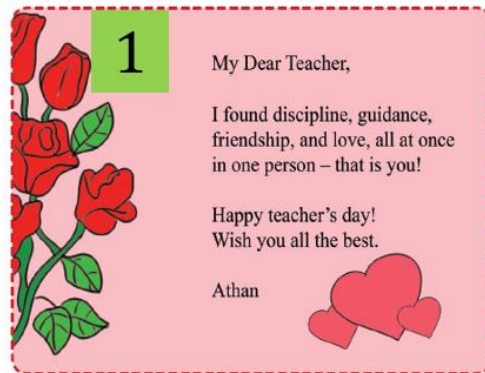 1
My Dear Teacher,
I found discipline, guidance,
friendship, and love, all at once
in one person – that is you!
Happy teacher's day!
Wish you all the best.
Athan